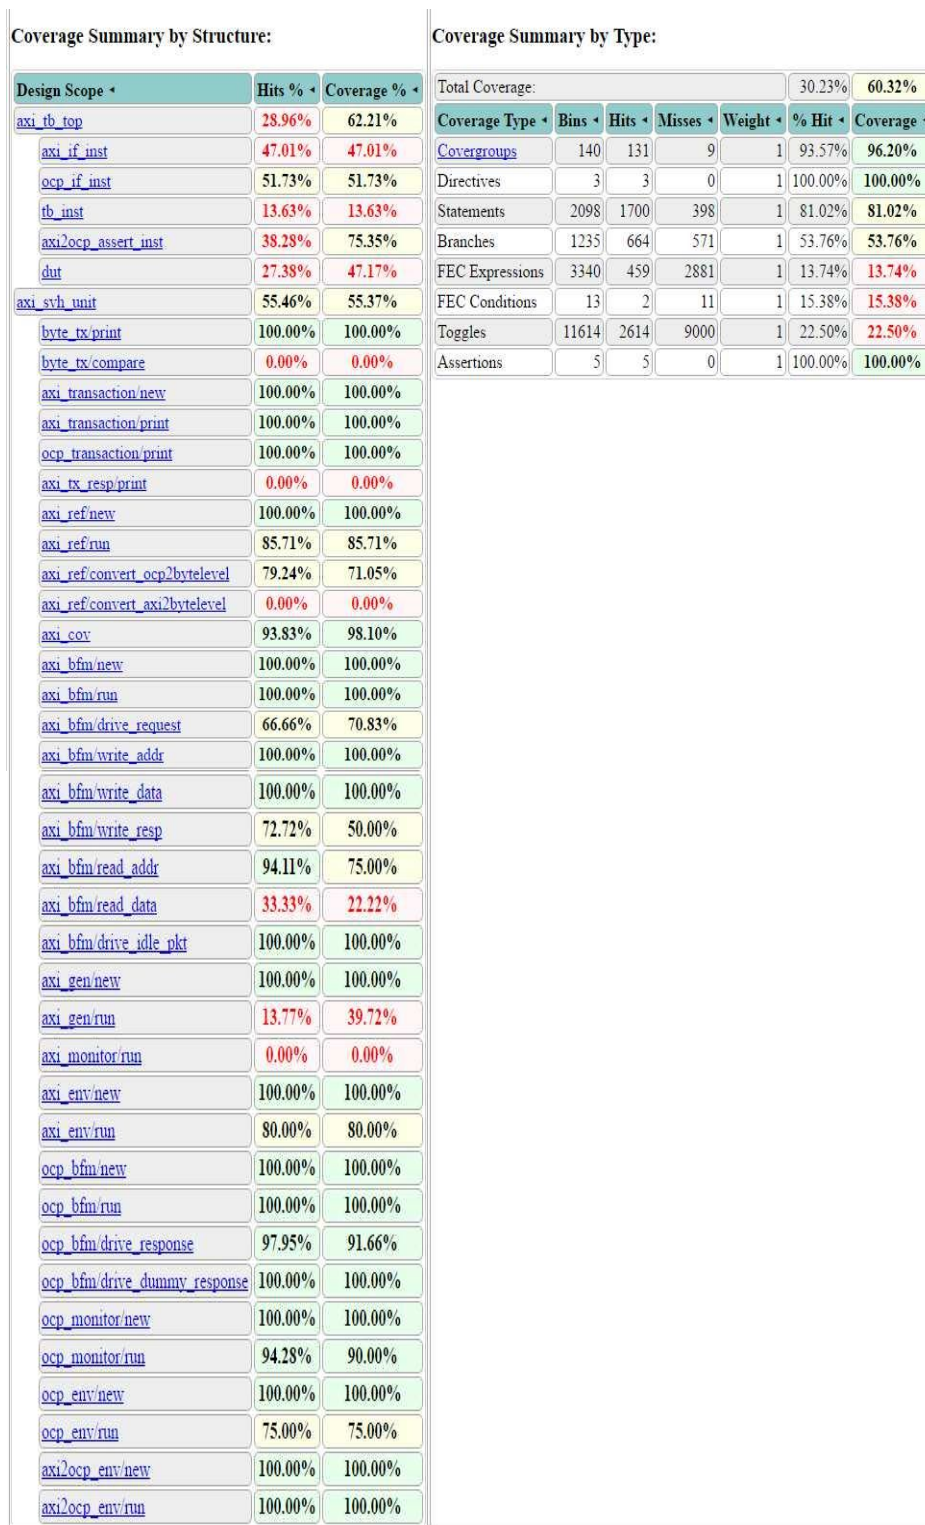 Coverage Summary by Structure:
Design Scope Hits % Coverage %
axi_tb_top 28.96% 62.21%
axi_if_inst 47.01% 47.01%
ocp_if_inst 51.73% 51.73%
tb_inst 13.63% 13.63%
axi2ocp_assert_inst 38.28% 75.35%
dut 27.38% 47.17%
axi_svh_unit 55.46% 55.37%
byte_tx/print 100.00% 100.00%
byte_tx/compare 0.00% 0.00%
axi_transaction/new 100.00% 100.00%
axi_transaction/print 100.00% 100.00%
ocp_transaction/print 100.00% 100.00%
axi_tx_resp/print 0.00% 0.00%
axi_ref/new 100.00% 100.00%
axi_ref/run 85.71% 85.71%
axi_ref/convert_ocp2bytelevel 79.24% 71.05%
axi_ref/convert_axi2bytelevel 0.00% 0.00%
axi_cov 93.83% 98.10%
axi_bfm/new 100.00% 100.00%
axi_bfm/run 100.00% 100.00%
axi_bfm/drive_request 66.66% 70.83%
axi_bfm/write_addr 100.00% 100.00%
axi_bfm/write_data 100.00% 100.00%
axi_bfm/write_resp 72.72% 50.00%
axi_bfm/read_addr 94.11% 75.00%
axi_bfm/read_data 33.33% 22.22%
axi_bfm/drive_idle_pkt 100.00% 100.00%
axi_gen/new 100.00% 100.00%
axi_gen/run 13.77% 39.72%
axi_monitor/run 0.00% 0.00%
axi_env/new 100.00% 100.00%
axi_env/run 80.00% 80.00%
ocp_bfm/new 100.00% 100.00%
ocp_bfm/run 100.00% 100.00%
ocp_bfm/drive_response 97.95% 91.66%
ocp_bfm/drive_dummy_response 100.00% 100.00%
ocp_monitor/new 100.00% 100.00%
ocp_monitor/run 94.28% 90.00%
ocp_env/new 100.00% 100.00%
ocp_env/run 75.00% 75.00%
axi2ocp_env/new 100.00% 100.00%
axi2ocp_env/run 100.00% 100.00%
Coverage Summary by Type:
Total Coverage: 30.23% 60.32%
Coverage Type Bins Hits Misses Weight % Hit Coverage
Covergroups 140 131 9 1 93.57% 96.20%
Directives 3 3 0 1 100.00% 100.00%
Statements 2098 1700 398 1 81.02% 81.02%
Branches 1235 664 571 1 53.76% 53.76%
FEC Expressions 3340 459 2881 1 13.74% 13.74%
FEC Conditions 13 2 11 1 15.38% 15.38%
Toggles 11614 2614 9000 1 22.50% 22.50%
Assertions 5 5 0 1 100.00% 100.00%